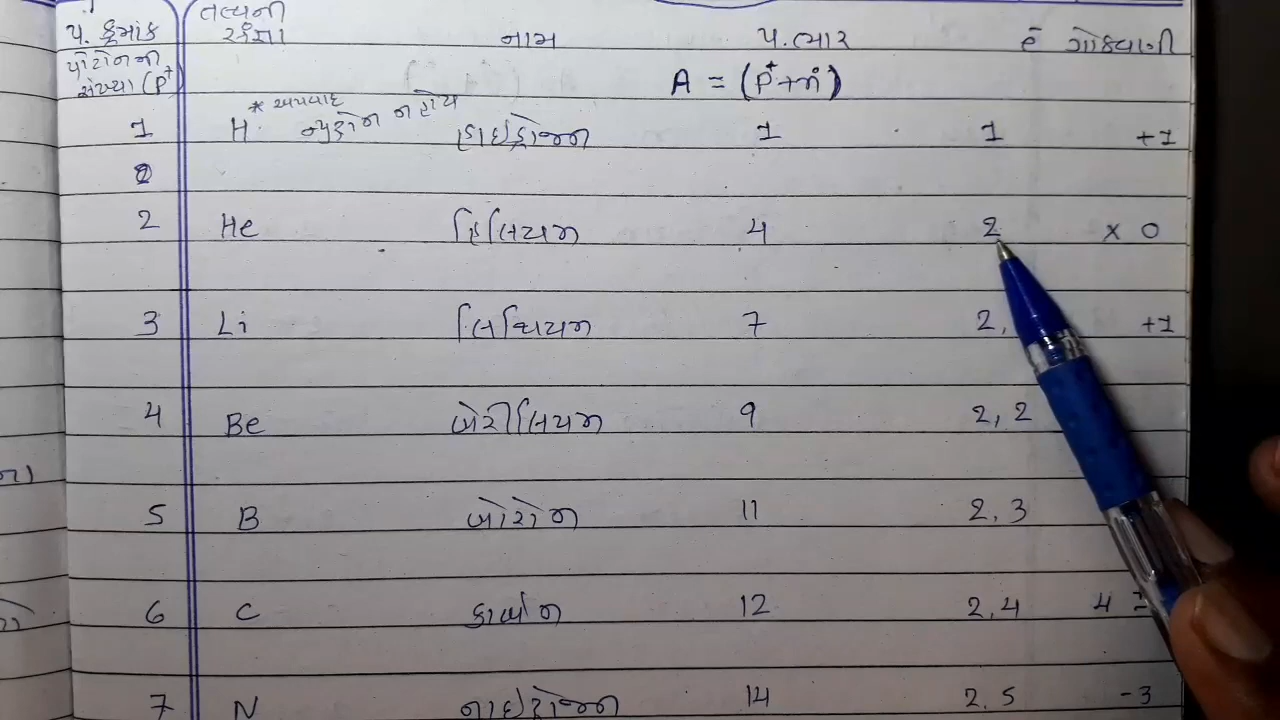 તત્વની
પ. ક્રમાંક સંજ્ઞા નામ પ. ભાર e⁻ ગોઠવણી
પ્રોટોનની
સંખ્યા (P⁺) A = (P⁺+n⁰)
* અપવાદ
ન્યુટ્રોન ન હોય
1 H હાઇડ્રોજન 1 1 +1
2 He હિલિયમ 4 2 x 0
3 Li લિથિયમ 7 2, +1
4 Be બેરીલિયમ 9 2, 2
5 B બોરોન 11 2, 3
6 C કાર્બન 12 2, 4 4
7 N નાઇટ્રોજન 14 2, 5 -3